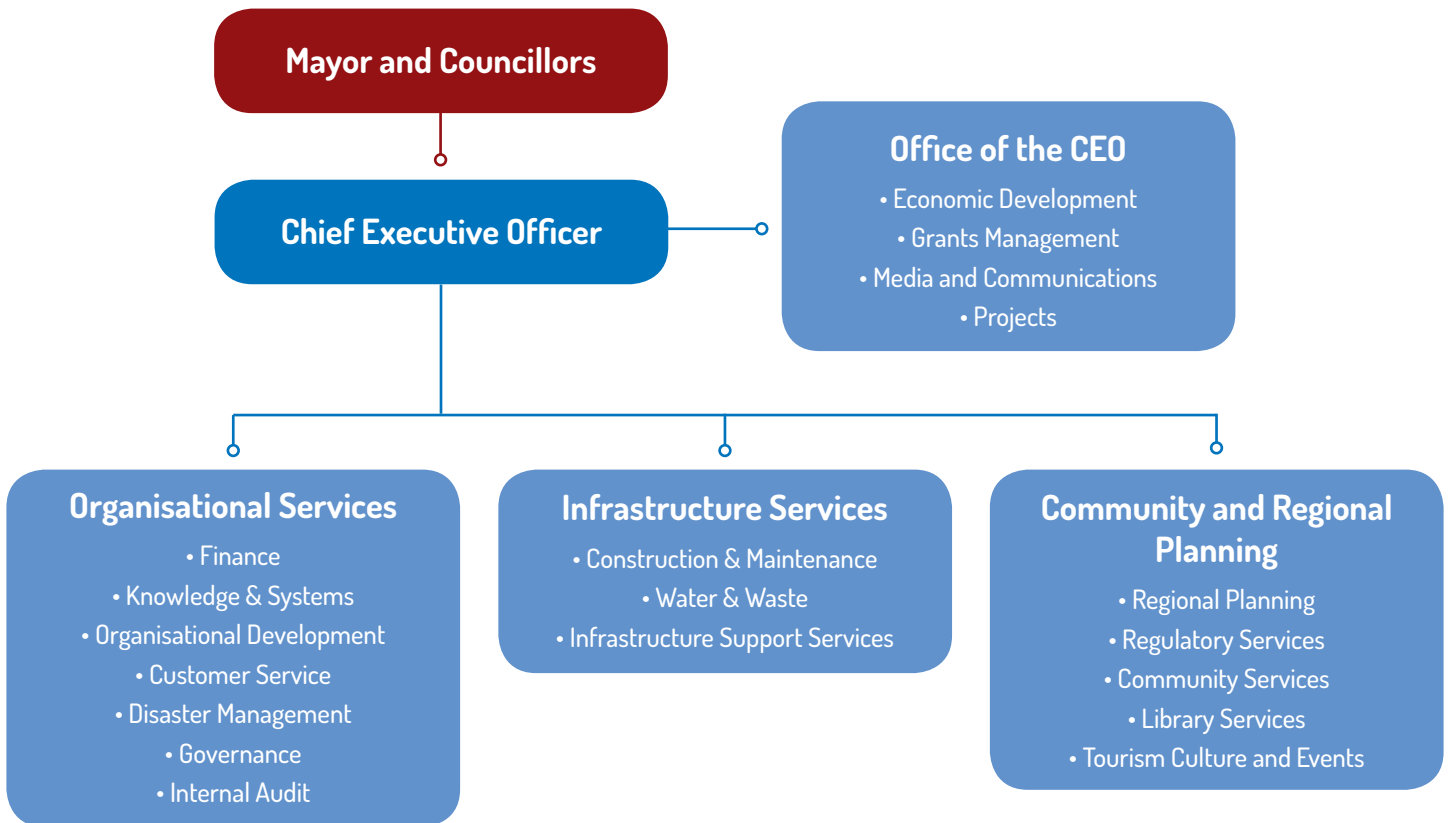 Mayor and Councillors
Chief Executive Officer
Office of the CEO
• Economic Development
• Grants Management
• Media and Communications
• Projects
Organisational Services
• Finance
• Knowledge & Systems
• Organisational Development
• Customer Service
• Disaster Management
• Governance
• Internal Audit
Infrastructure Services
• Construction & Maintenance
• Water & Waste
• Infrastructure Support Services
Community and Regional
Planning
• Regional Planning
• Regulatory Services
• Community Services
• Library Services
• Tourism Culture and Events